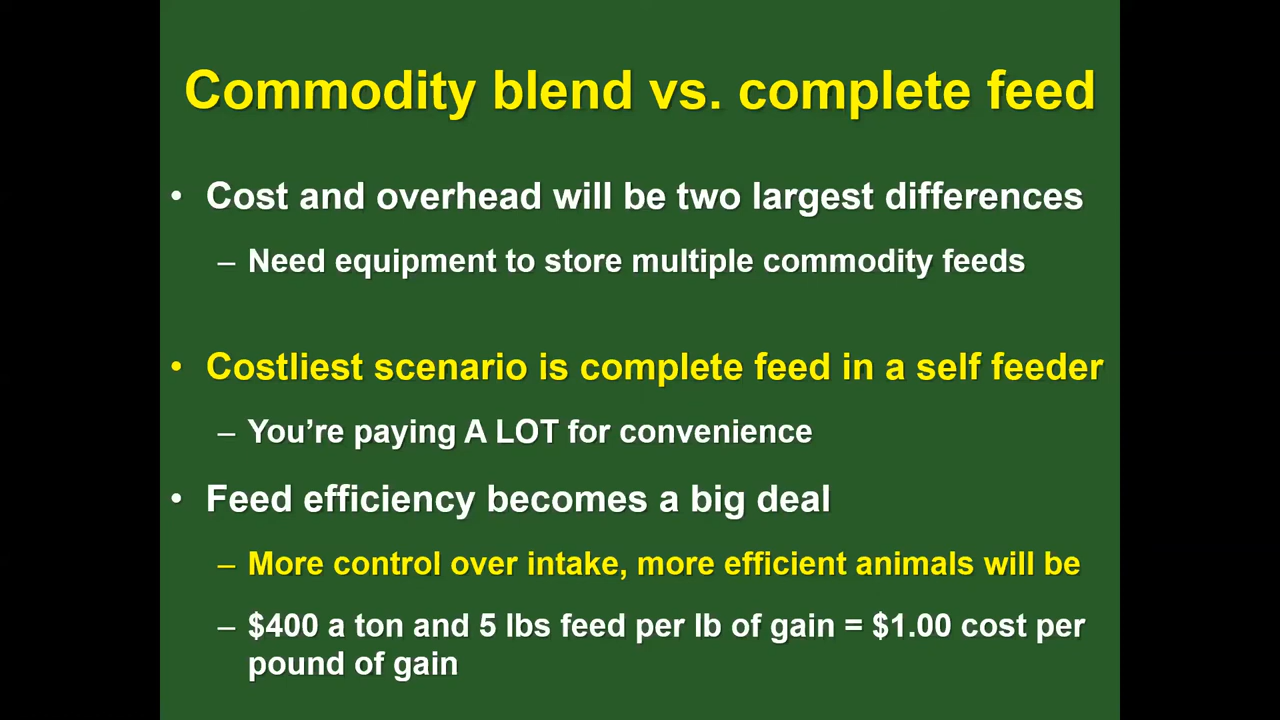 Commodity blend vs. complete feed
• Cost and overhead will be two largest differences
– Need equipment to store multiple commodity feeds
• Costliest scenario is complete feed in a self feeder
– You’re paying A LOT for convenience
• Feed efficiency becomes a big deal
– More control over intake, more efficient animals will be
– $400 a ton and 5 lbs feed per lb of gain = $1.00 cost per
pound of gain